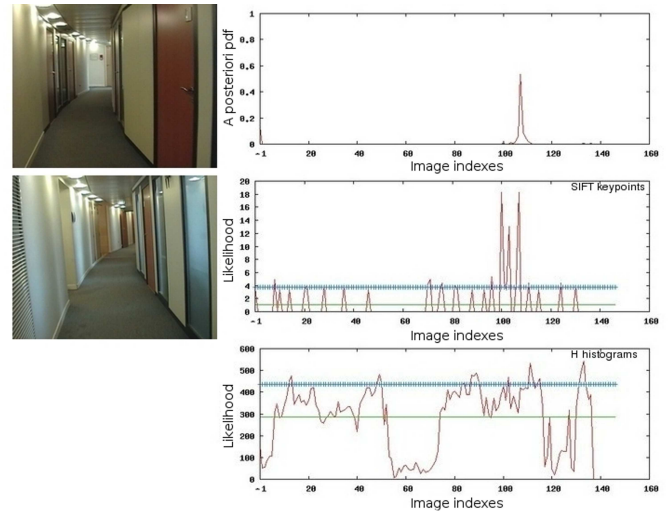 A posteriori pdf
1
0.8
0.6
0.4
0.2
0
-1 20 40 60 80 100 120 140 160
Image indexes
SIFT keypoints
Likelihood
20
18
16
14
12
10
8
6
4
2
0
-1 20 40 60 80 100 120 140 160
Image indexes
H histograms
Likelihood
600
500
400
300
200
100
0
-1 20 40 60 80 100 120 140 160
Image indexes